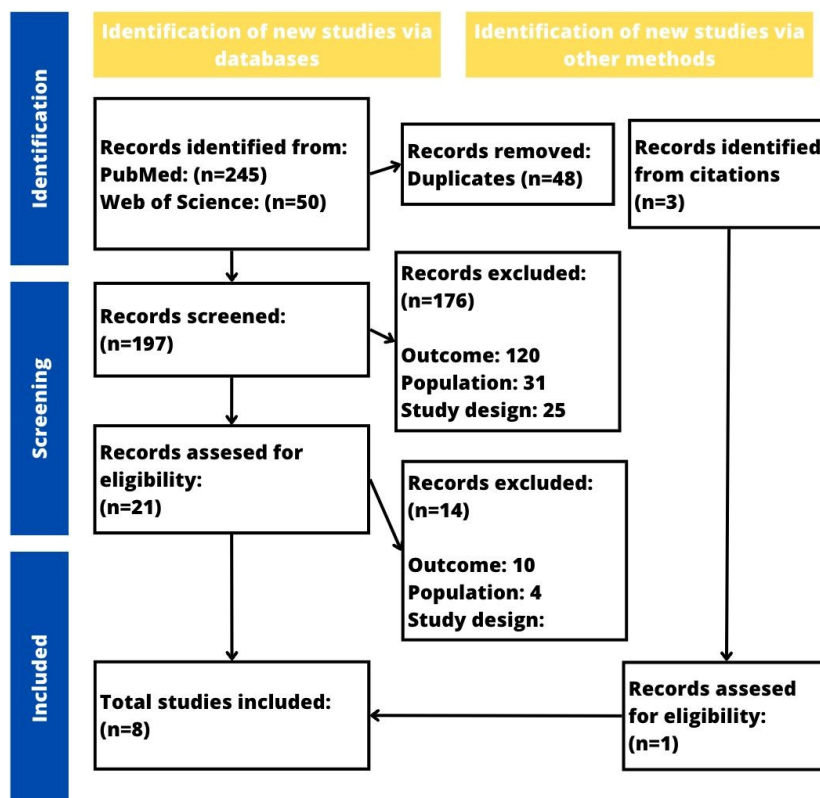 Identification of new studies via
databases
Identification of new studies via
other methods
Identification
Records identified from:
PubMed: (n=245)
Web of Science: (n=50)
Records removed:
Duplicates (n=48)
Records identified
from citations
(n=3)
Screening
Records screened:
(n=197)
Records excluded:
(n=176)
Outcome: 120
Population: 31
Study design: 25
Records assesed for
eligibility:
(n=21)
Records excluded:
(n=14)
Outcome: 10
Population: 4
Study design:
Included
Total studies included:
(n=8)
Records assesed
for eligibility:
(n=1)